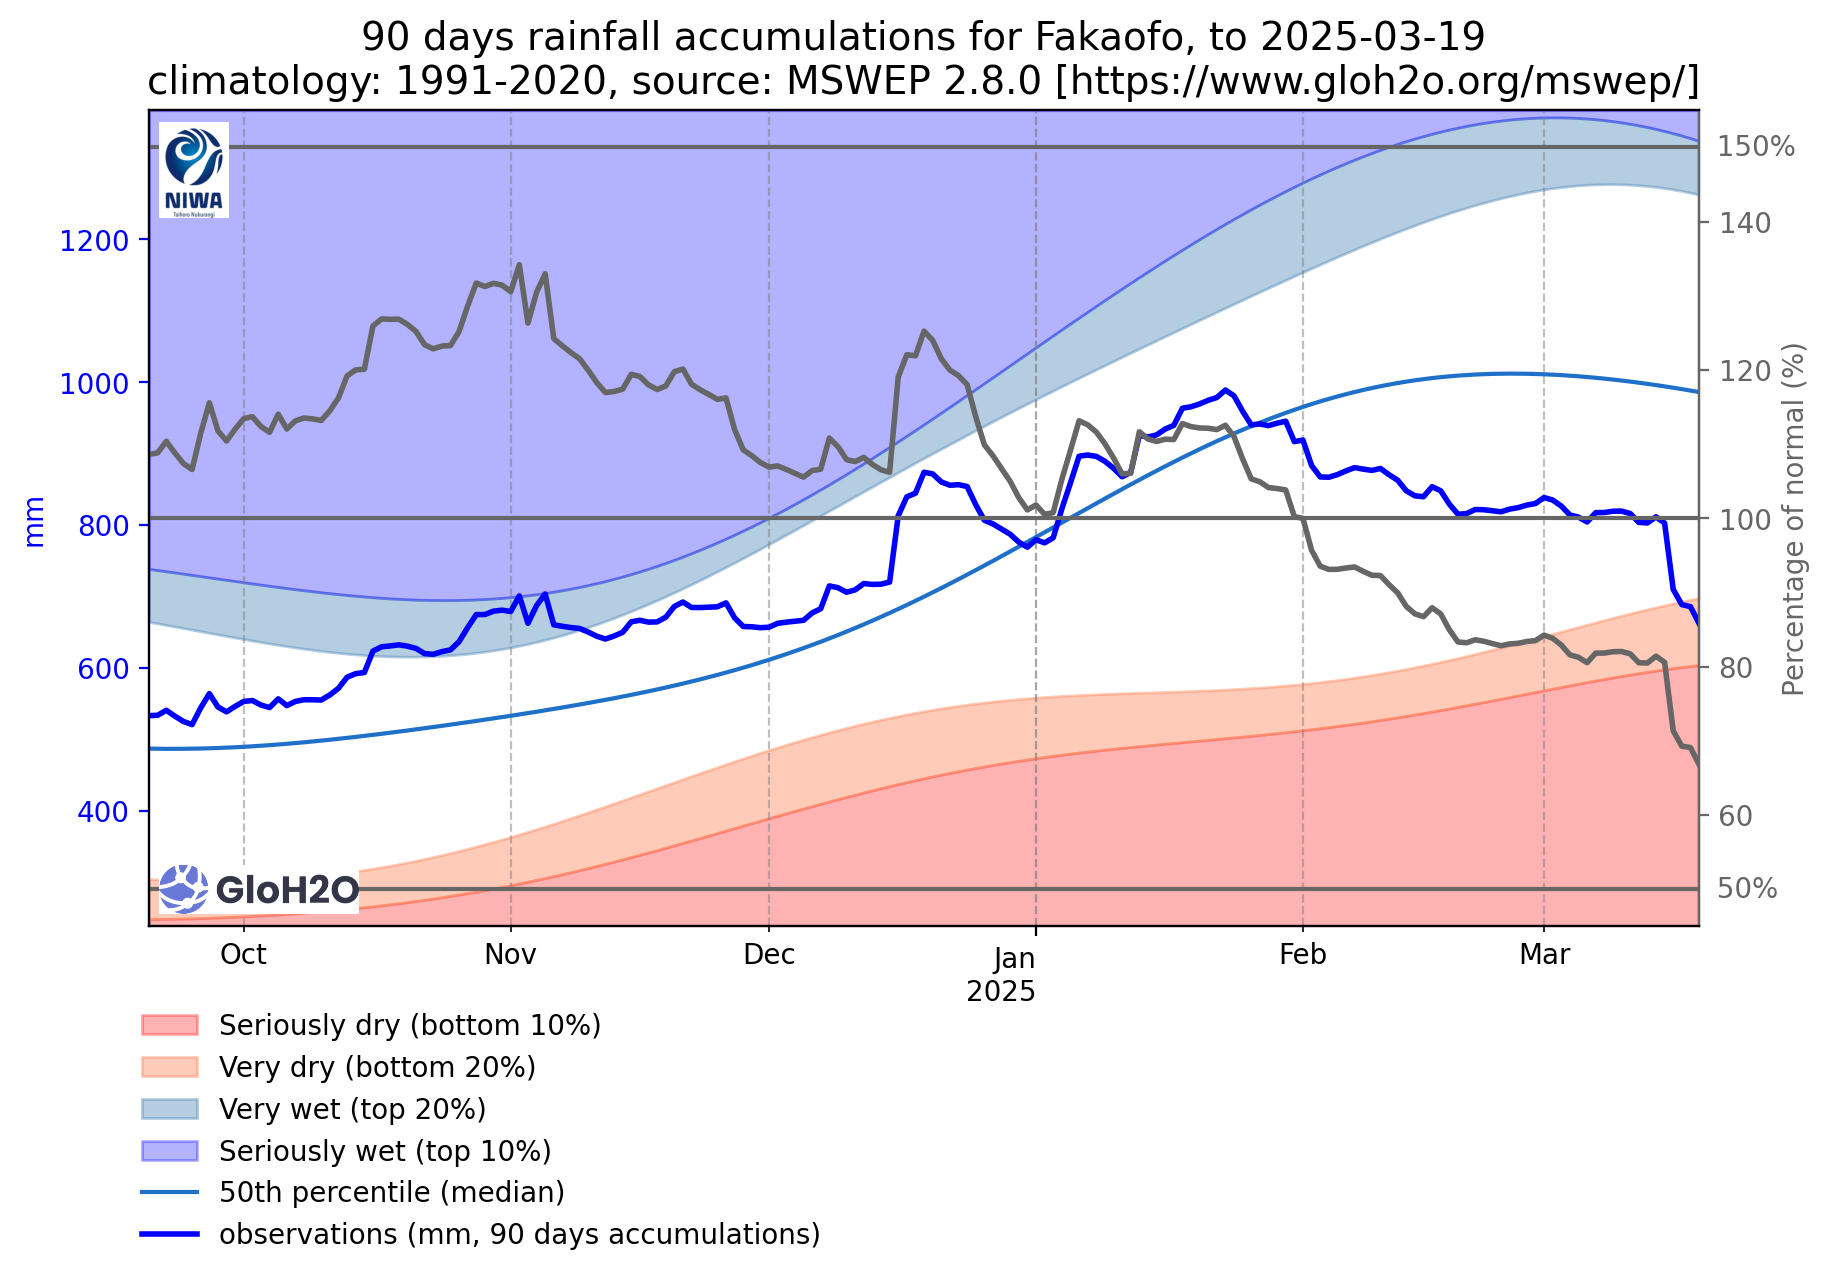 90 days rainfall accumulations for Fakaofo, to 2025-03-19
climatology: 1991-2020, source: MSWEP 2.8.0 [https://www.gloh2o.org/mswep/]
NIWA
Taihoro Nukurangi
150%
140
120
100
80
60
50%
Percentage of normal (%)
1200
1000
800
600
400
mm
GloH2O
Oct
Nov
Dec
Jan
2025
Feb
Mar
Seriously dry (bottom 10%)
Very dry (bottom 20%)
Very wet (top 20%)
Seriously wet (top 10%)
50th percentile (median)
observations (mm, 90 days accumulations)